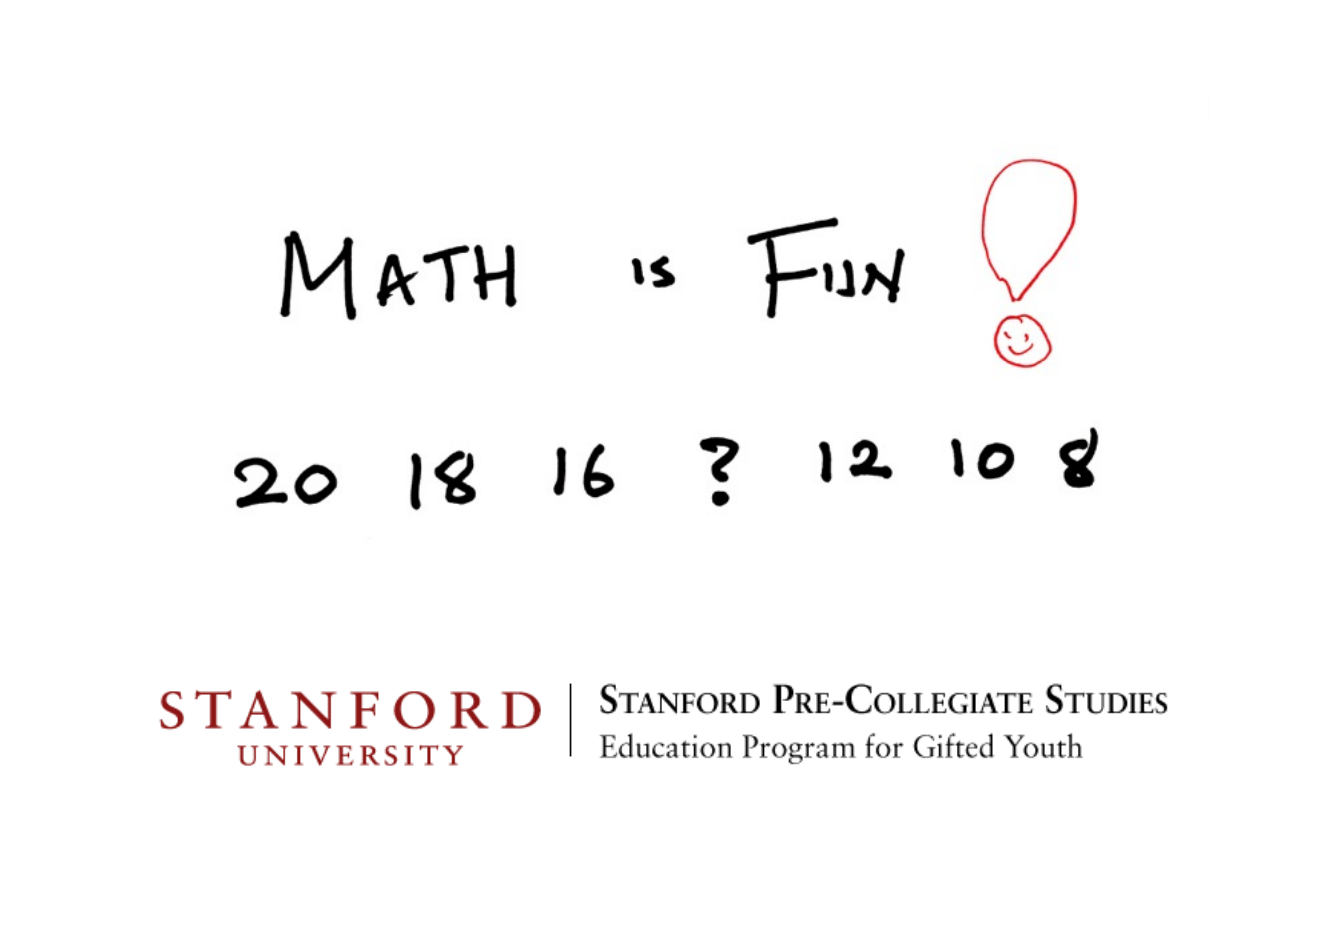 MATH is FUN!
20 18 16 ? 12 10 8
STANFORD UNIVERSITY
STANFORD PRE-COLLEGIATE STUDIES
Education Program for Gifted Youth